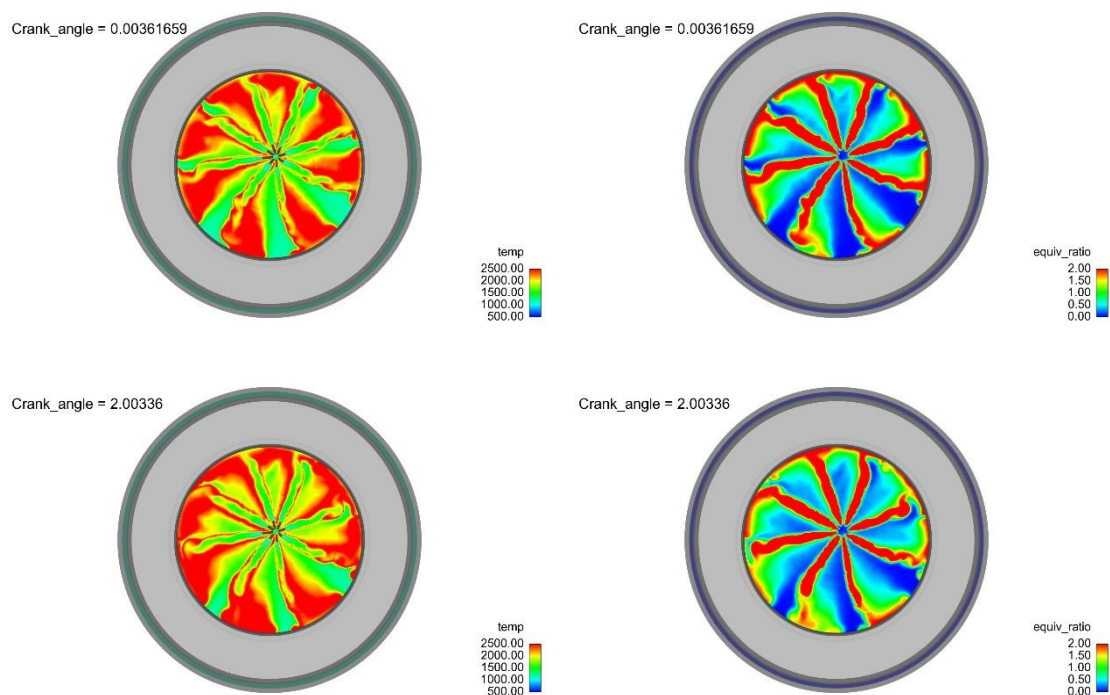 Crank_angle = 0.00361659
temp
2500.00
2000.00
1500.00
1000.00
500.00
Crank_angle = 0.00361659
equiv_ratio
2.00
1.50
1.00
0.50
0.00
Crank_angle = 2.00336
temp
2500.00
2000.00
1500.00
1000.00
500.00
Crank_angle = 2.00336
equiv_ratio
2.00
1.50
1.00
0.50
0.00